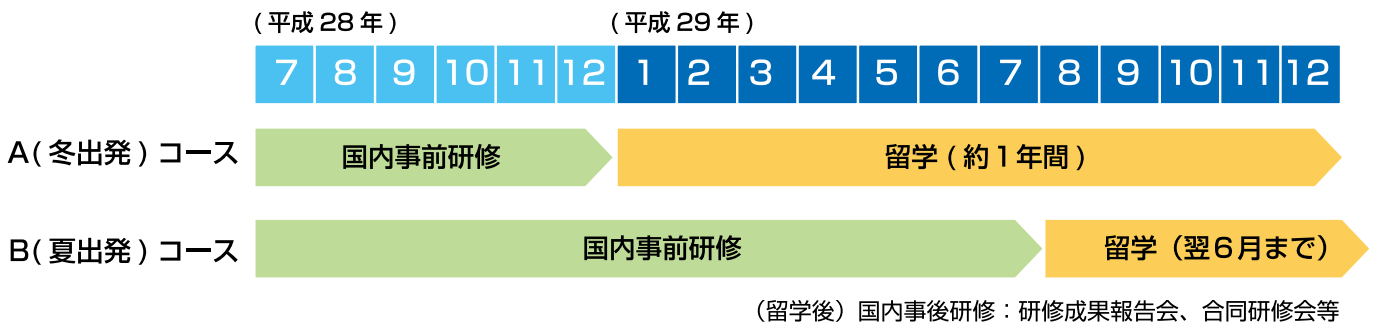 (平成28年) (平成29年)
7 8 9 10 11 12 1 2 3 4 5 6 7 8 9 10 11 12
A(冬出発)コース 国内事前研修 留学(約1年間)
B(夏出発)コース 国内事前研修 留学（翌6月まで）
（留学後）国内事後研修：研修成果報告会、合同研修会等